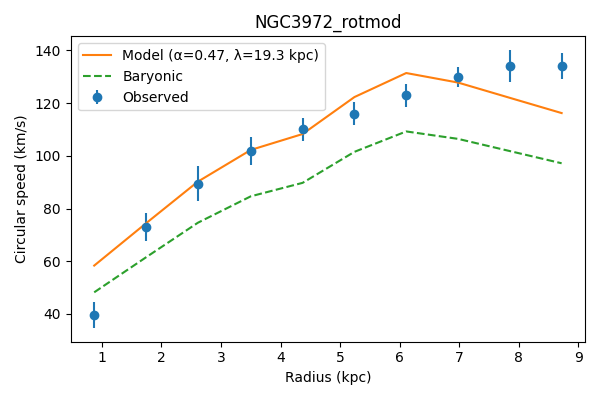 NGC3972_rotmod
Model (α=0.47, λ=19.3 kpc)
Baryonic
Observed
Circular speed (km/s)
140
120
100
80
60
40
1 2 3 4 5 6 7 8 9
Radius (kpc)